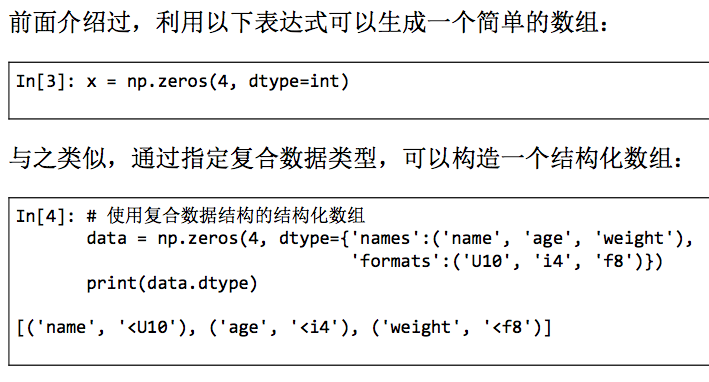 前面介绍过，利用以下表达式可以生成一个简单的数组：
In[3]: x = np.zeros(4, dtype=int)
与之类似，通过指定复合数据类型，可以构造一个结构化数组：
In[4]: # 使用复合数据结构的结构化数组
data = np.zeros(4, dtype={'names':('name', 'age', 'weight'),
'formats':('U10', 'i4', 'f8')})
print(data.dtype)
[('name', '<U10'), ('age', '<i4'), ('weight', '<f8')]